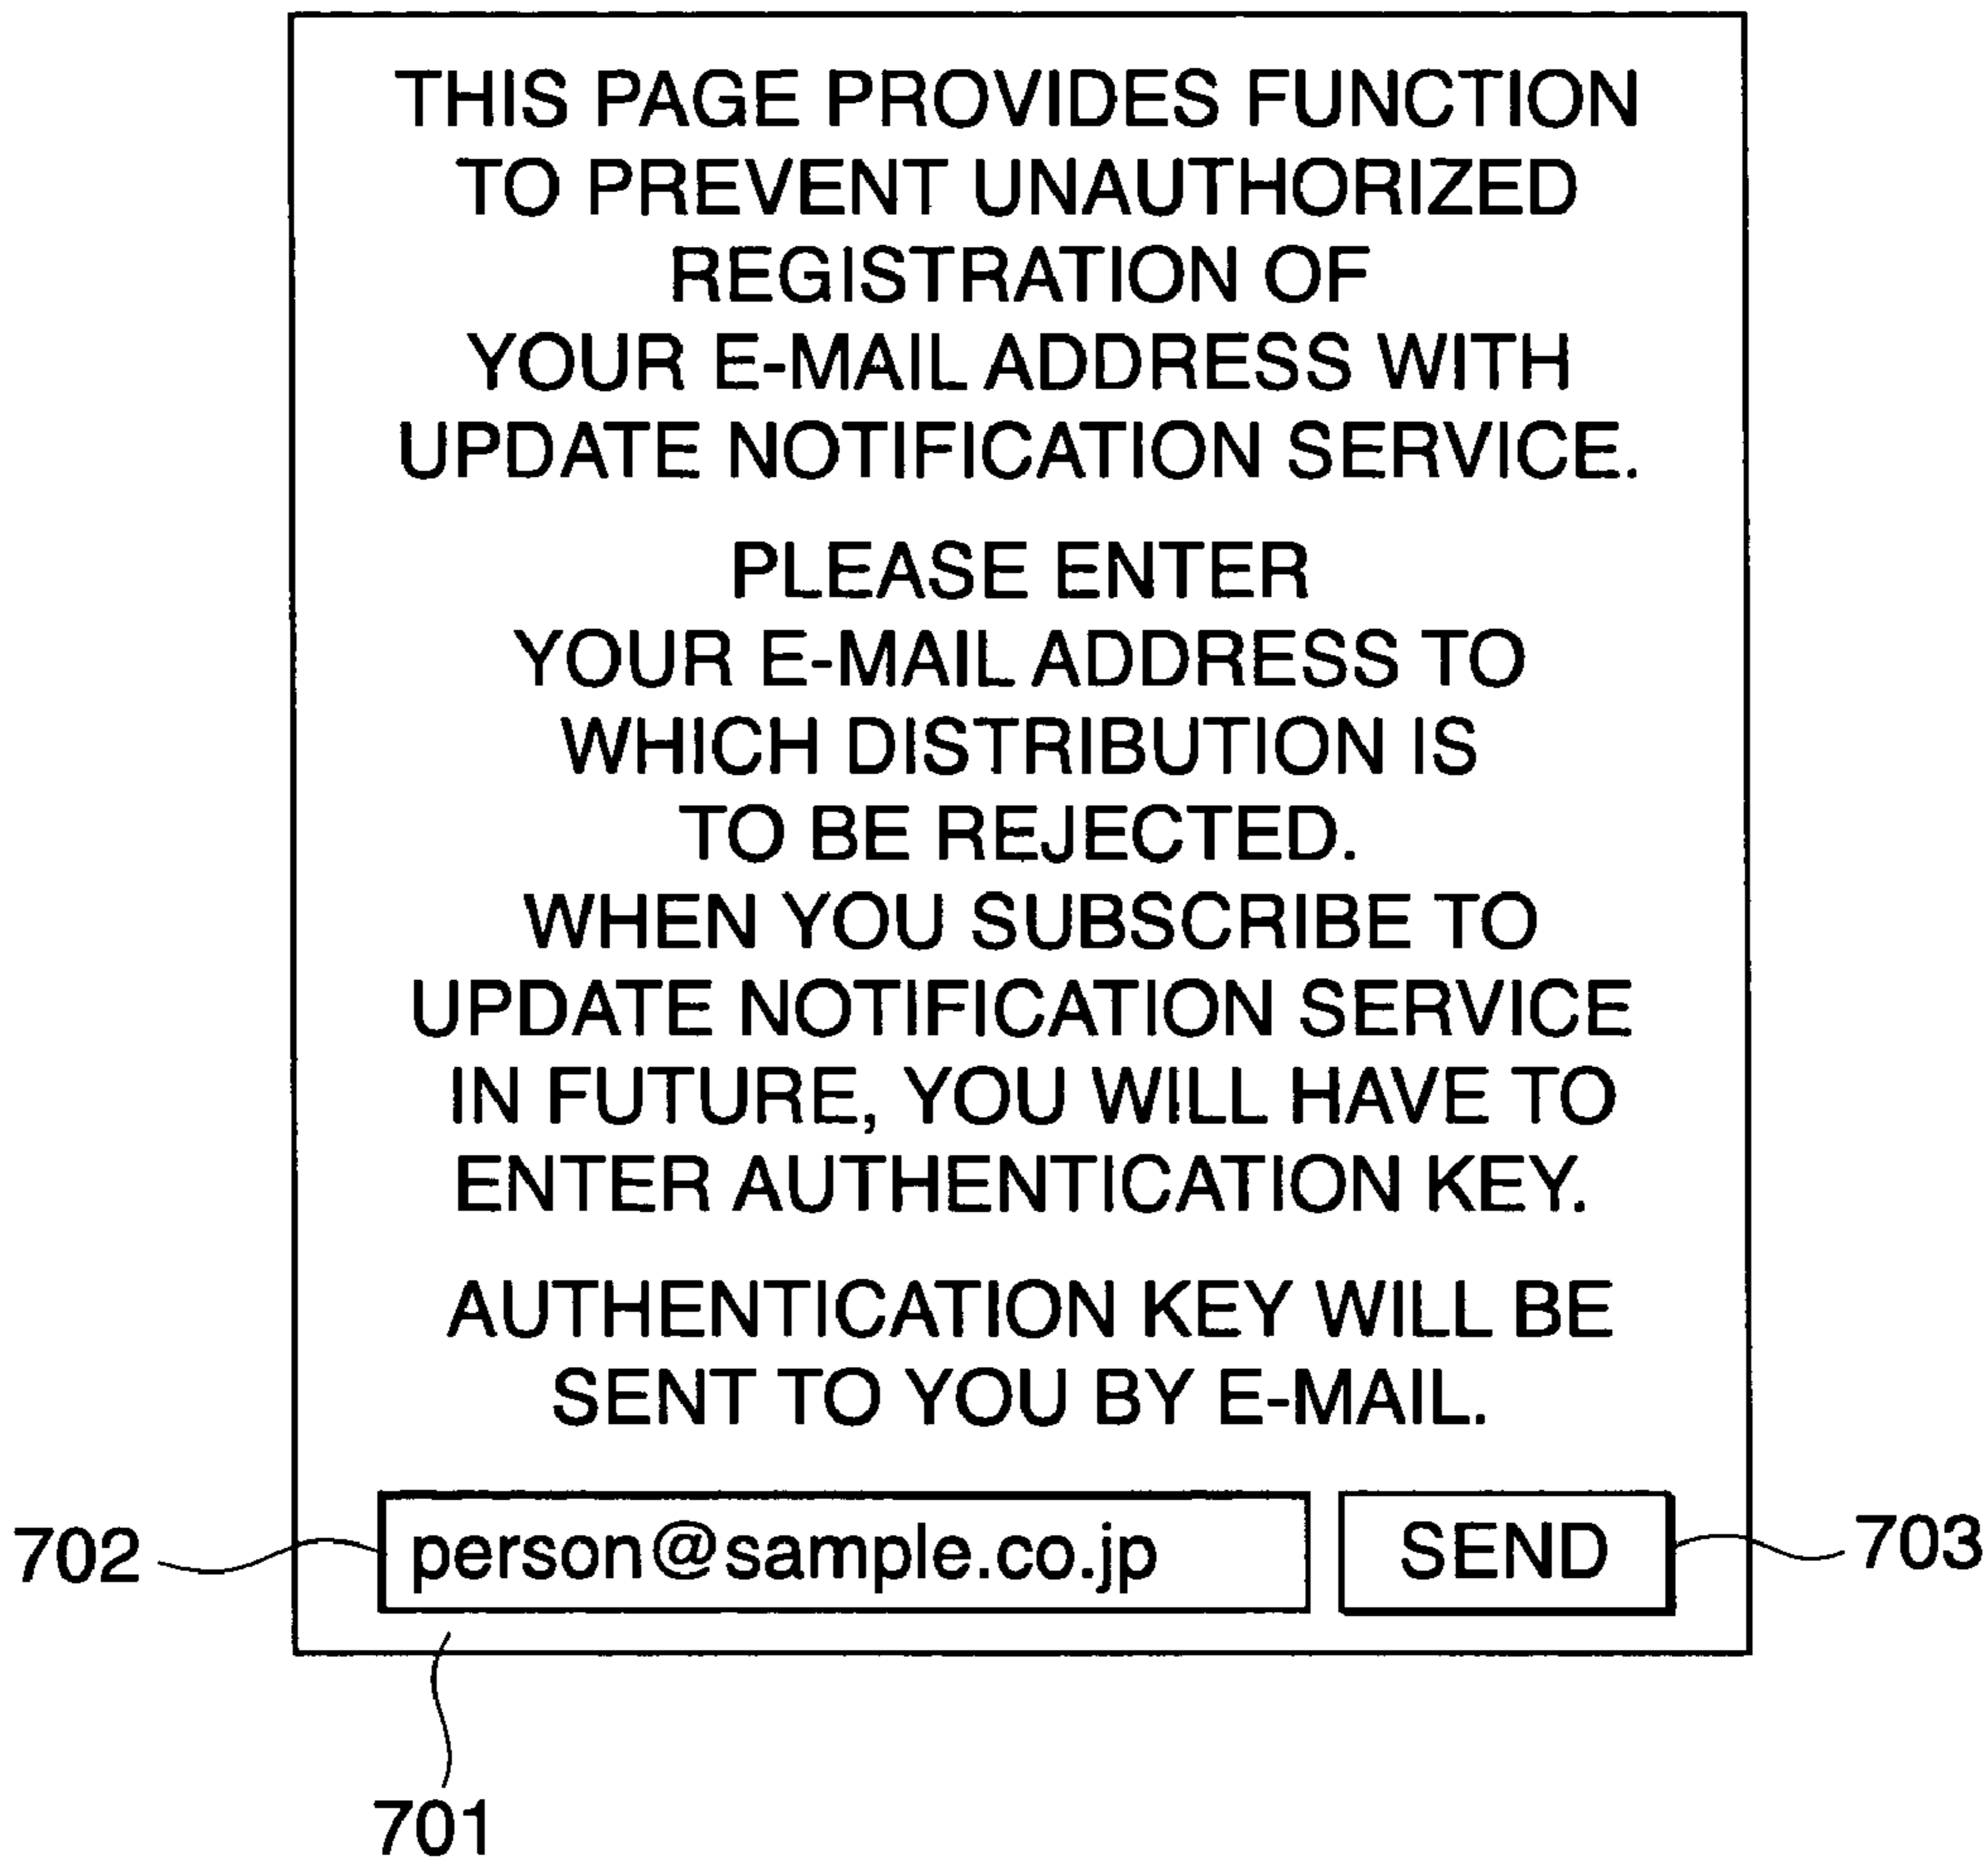 THIS PAGE PROVIDES FUNCTION
TO PREVENT UNAUTHORIZED
REGISTRATION OF
YOUR E-MAIL ADDRESS WITH
UPDATE NOTIFICATION SERVICE.
PLEASE ENTER
YOUR E-MAIL ADDRESS TO
WHICH DISTRIBUTION IS
TO BE REJECTED.
WHEN YOU SUBSCRIBE TO
UPDATE NOTIFICATION SERVICE
IN FUTURE, YOU WILL HAVE TO
ENTER AUTHENTICATION KEY.
AUTHENTICATION KEY WILL BE
SENT TO YOU BY E-MAIL.
702 person@sample.co.jp SEND 703
701